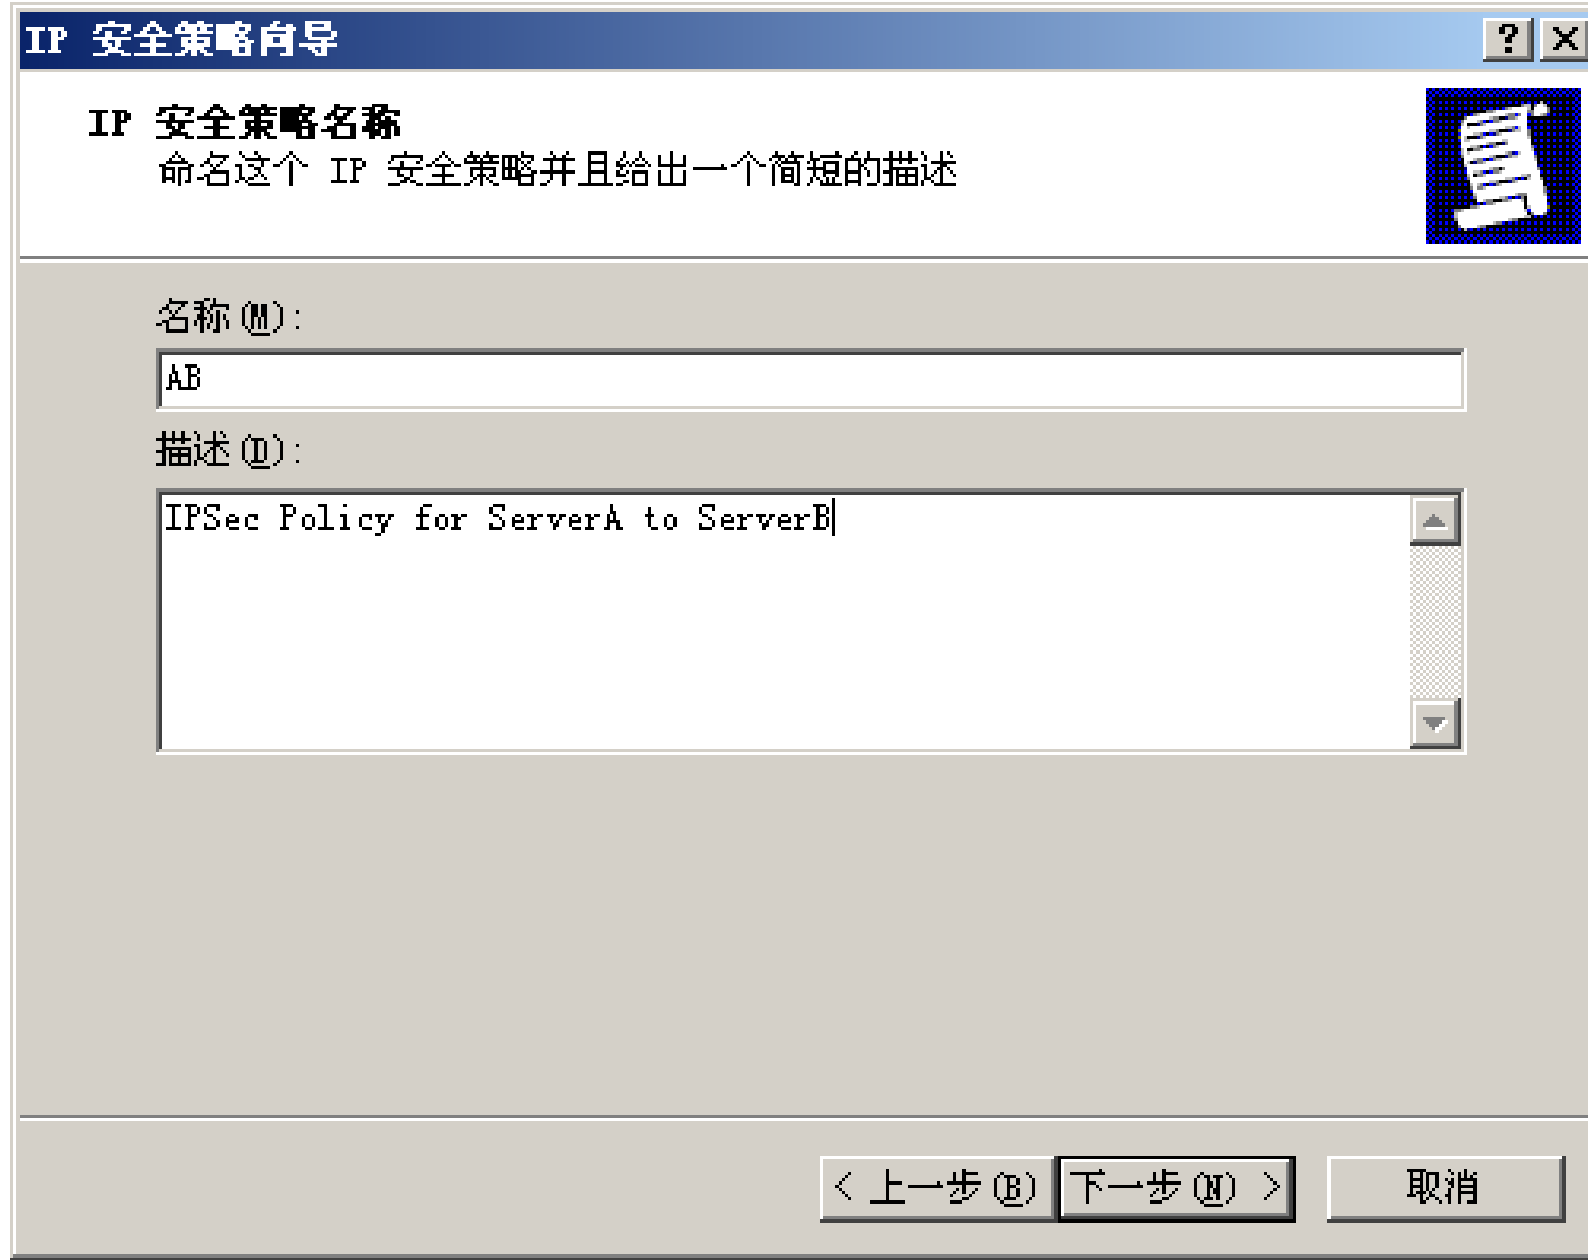 IP 安全策略向导
IP 安全策略名称
命名这个 IP 安全策略并且给出一个简短的描述
名称(M):
AB
描述(D):
IPSec Policy for ServerA to ServerB
< 上一步(B) 下一步(N) > 取消